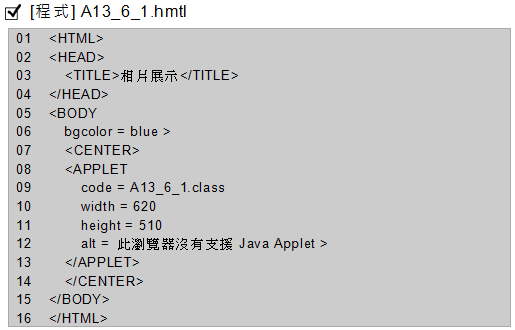 [程式] A13_6_1.hmtl
01 <HTML>
02 <HEAD>
03 <TITLE>相片展示</TITLE>
04 </HEAD>
05 <BODY
06 bgcolor = blue >
07 <CENTER>
08 <APPLET
09 code = A13_6_1.class
10 width = 620
11 height = 510
12 alt = 此瀏覽器沒有支援 Java Applet >
13 </APPLET>
14 </CENTER>
15 </BODY>
16 </HTML>